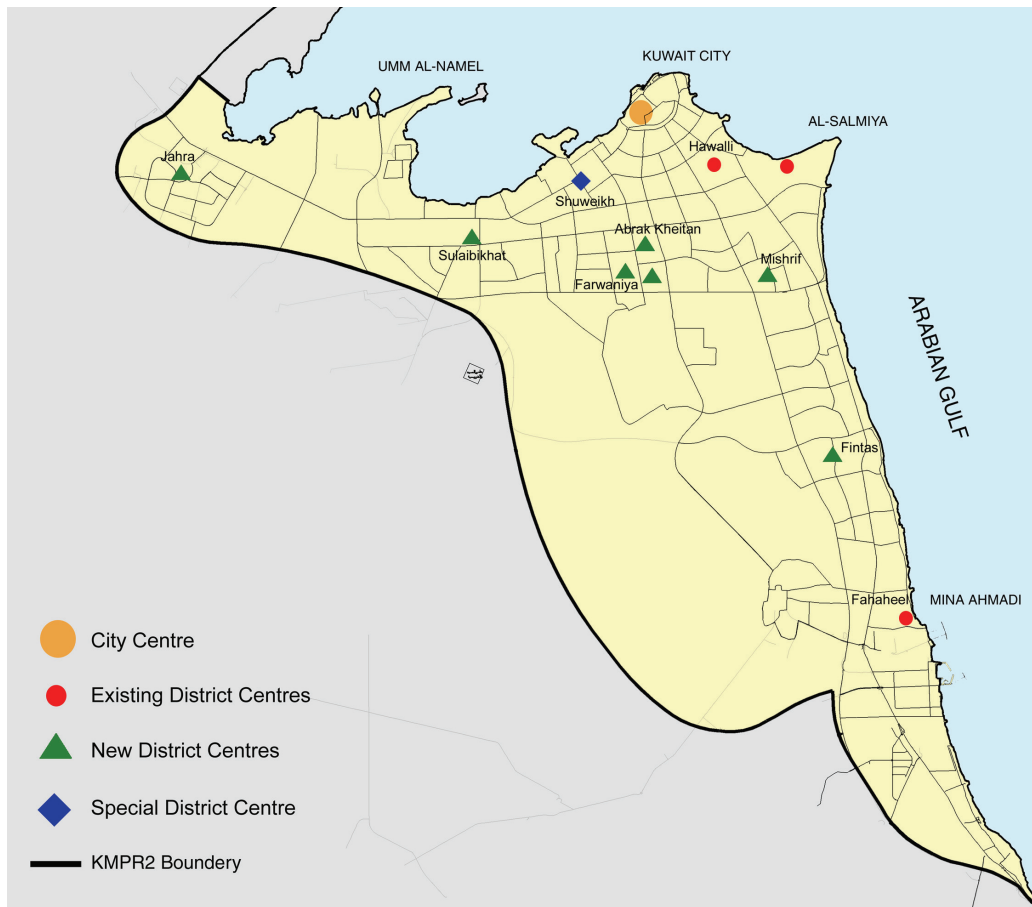 KUWAIT CITY
UMM AL-NAMEL
AL-SALMIYA
Hawalli
Jahra
Shuweikh
Abrak Kheitan
Sulaibikhat
Mishrif
Farwaniya
ARABIAN GULF
Fintas
Fahaheel
MINA AHMADI
City Centre
Existing District Centres
New District Centres
Special District Centre
KMPR2 Boundery